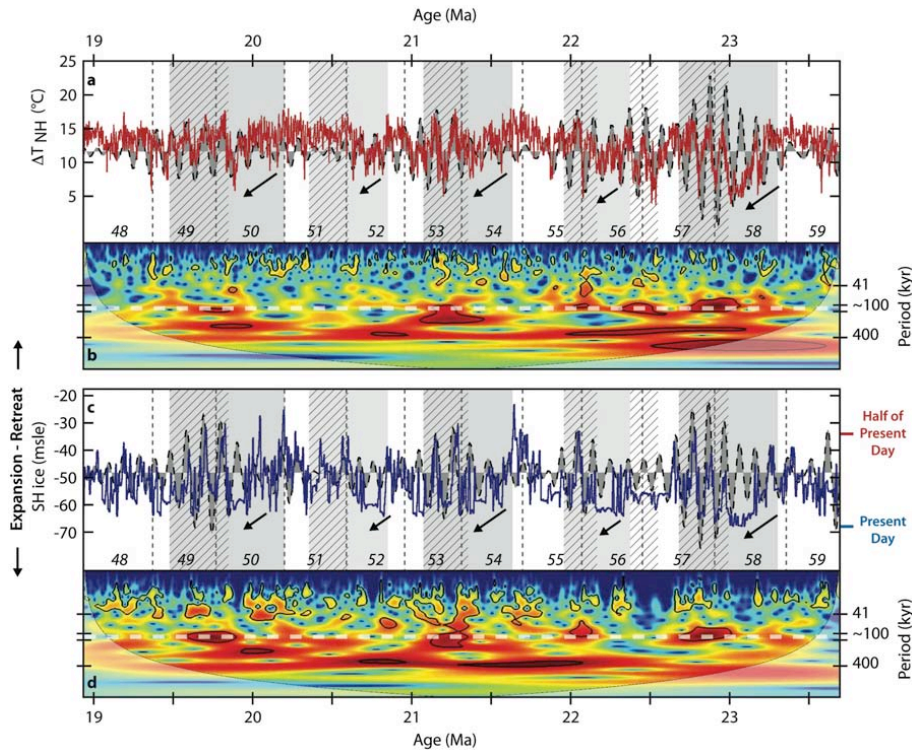 Age (Ma)
19 20 21 22 23
a
ΔT NH (°C)
25
20
15
10
5
48 49 50 51 52 53 54 55 56 57 58 59
b
41
~100
400
Period (kyr)
Expansion - Retreat
c
SH ice (msle)
-20
-30
-40
-50
-60
-70
Half of
Present
Day
Present
Day
48 49 50 51 52 53 54 55 56 57 58 59
d
41
~100
400
Period (kyr)
19 20 21 22 23
Age (Ma)